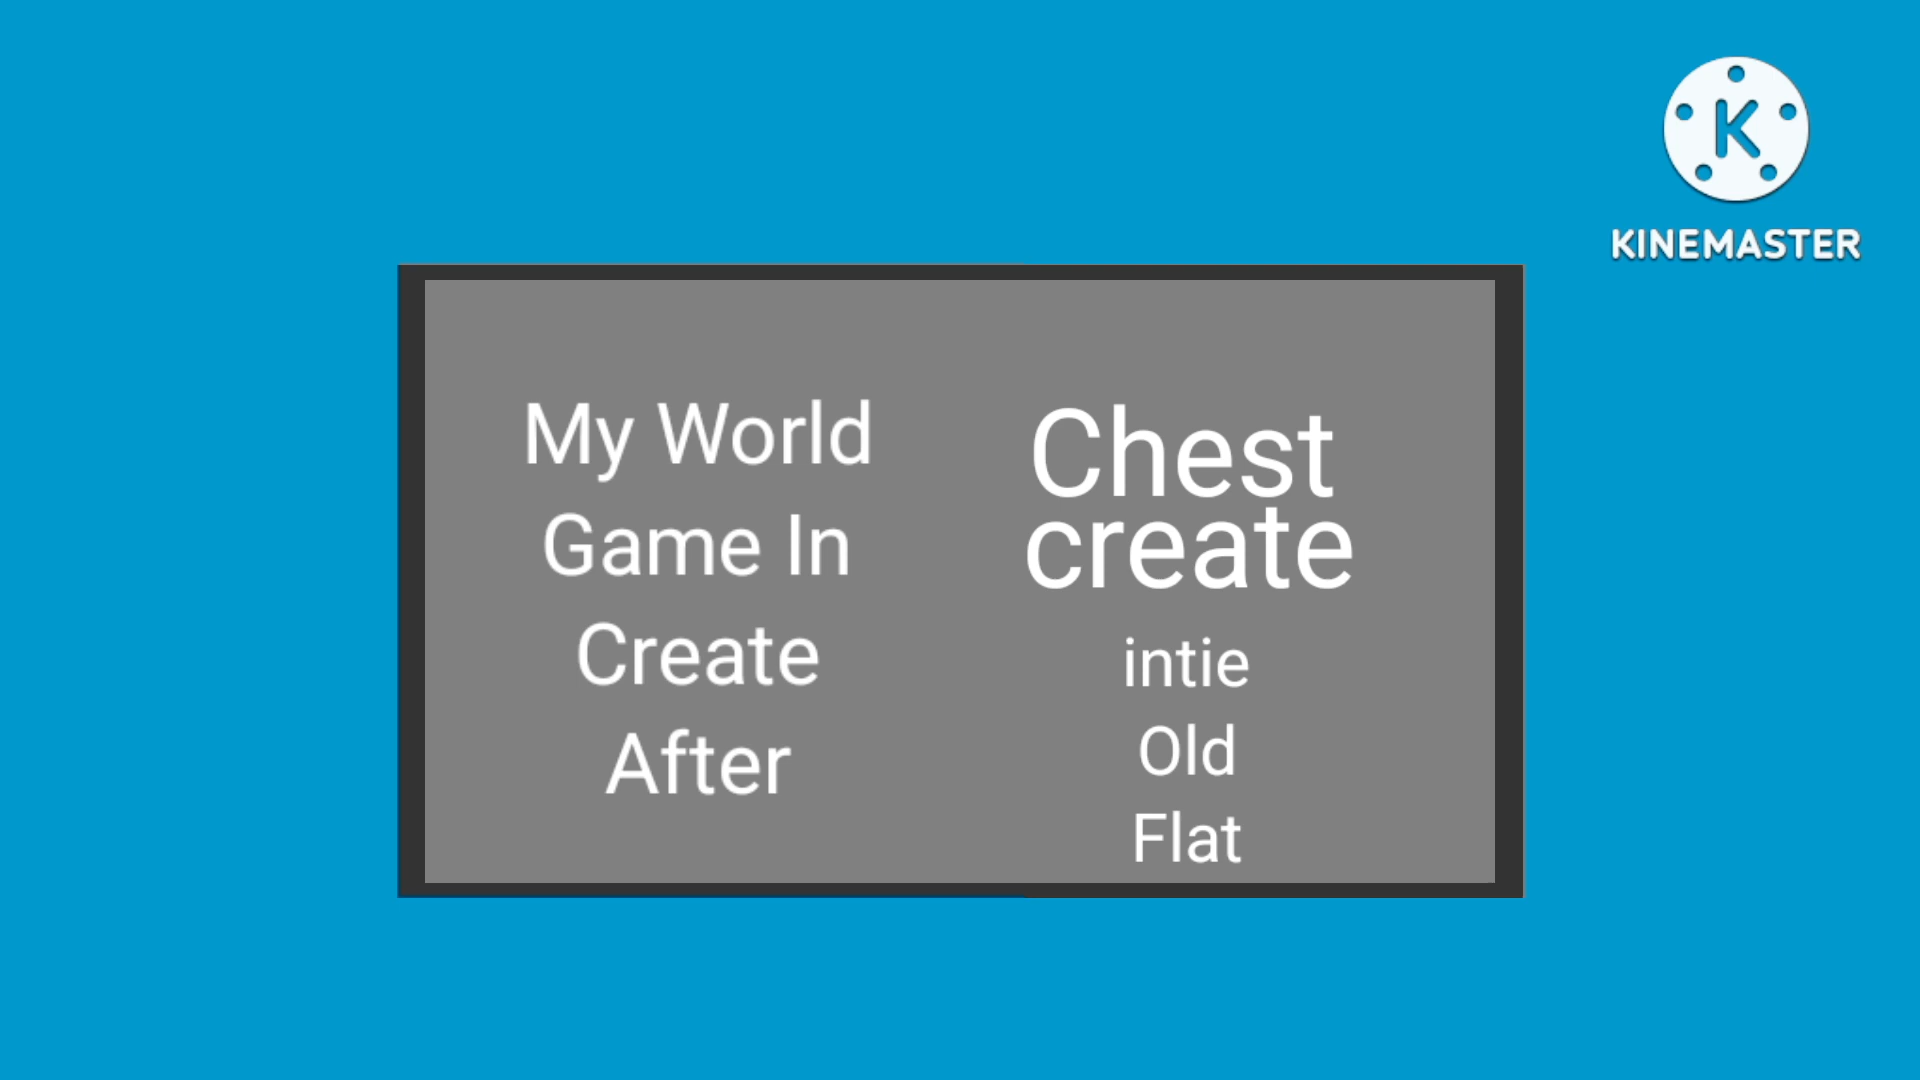 K
KINEMASTER
My World
Game In
Create
After
Chest
create
intie
Old
Flat